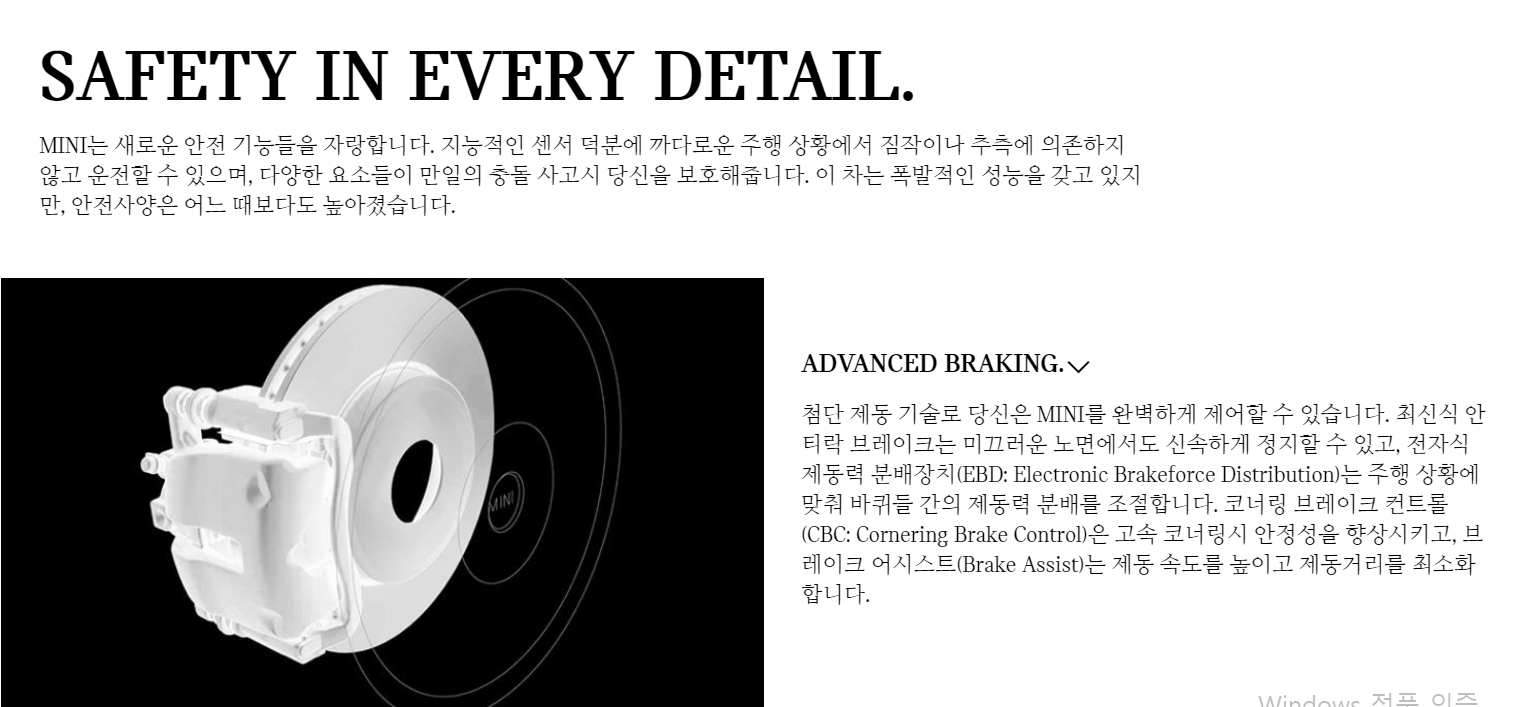 SAFETY IN EVERY DETAIL.
MINI는 새로운 안전 기능들을 자랑합니다. 지능적인 센서 덕분에 까다로운 주행 상황에서 짐작이나 추측에 의존하지
않고 운전할 수 있으며, 다양한 요소들이 만일의 충돌 사고시 당신을 보호해줍니다. 이 차는 폭발적인 성능을 갖고 있지
만, 안전사양은 어느 때보다도 높아졌습니다.
ADVANCED BRAKING.
첨단 제동 기술로 당신은 MINI를 완벽하게 제어할 수 있습니다. 최신식 안
티락 브레이크는 미끄러운 노면에서도 신속하게 정지할 수 있고, 전자식
제동력 분배장치(EBD: Electronic Brakeforce Distribution)는 주행 상황에
맞춰 바퀴들 간의 제동력 분배를 조절합니다. 코너링 브레이크 컨트롤
(CBC: Cornering Brake Control)은 고속 코너링시 안정성을 향상시키고, 브
레이크 어시스트(Brake Assist)는 제동 속도를 높이고 제동거리를 최소화
합니다.
MINI
Windows 정품 인증